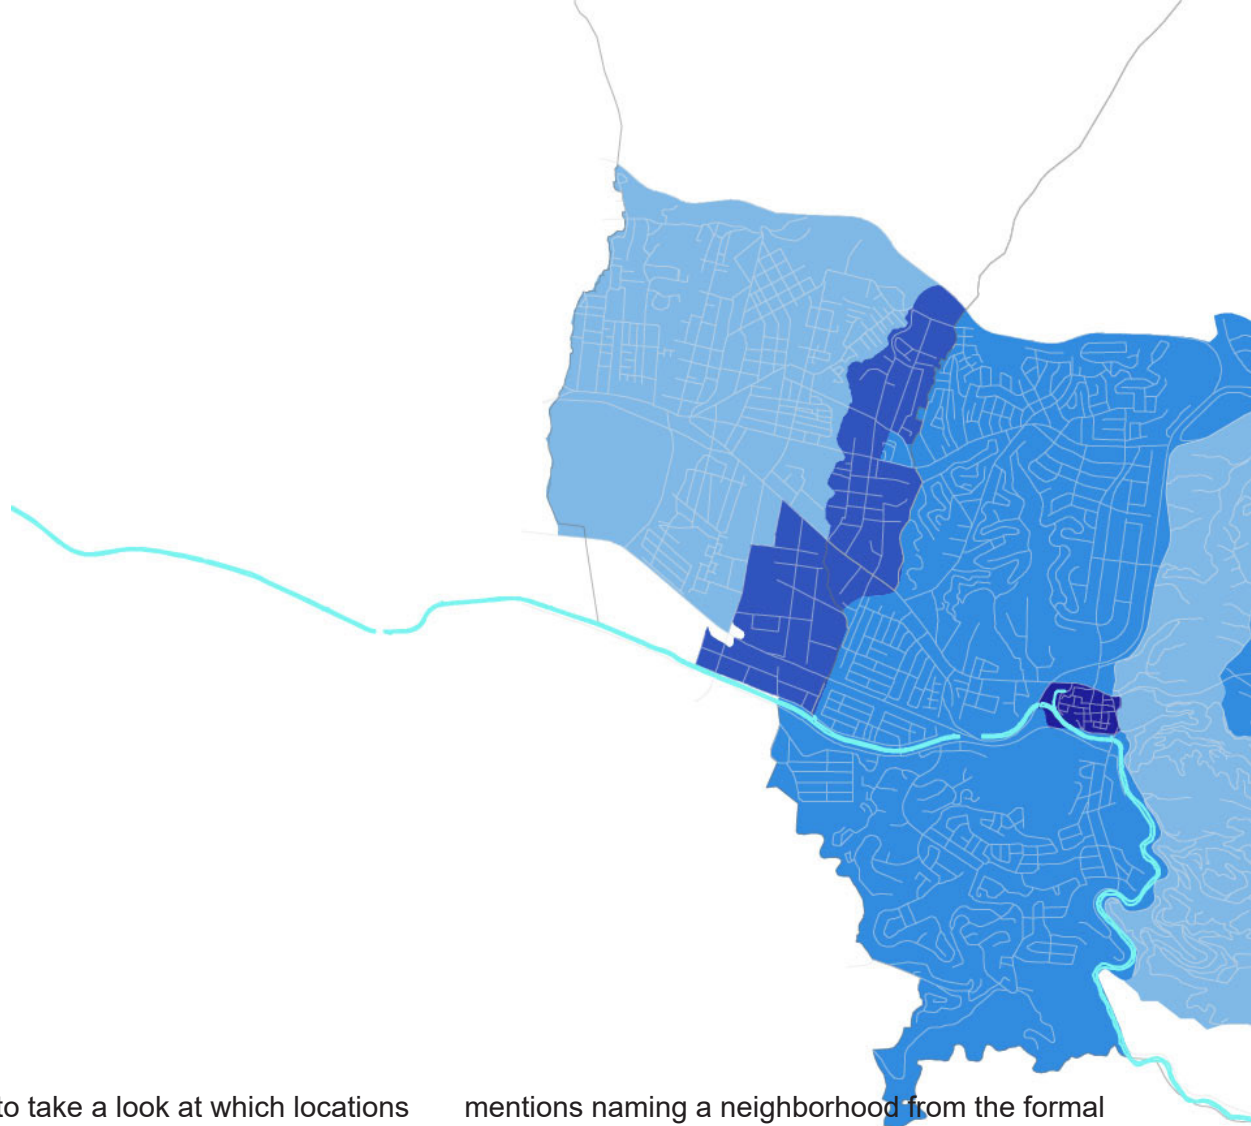 to take a look at which locations
mentions naming a neighborhood from the formal